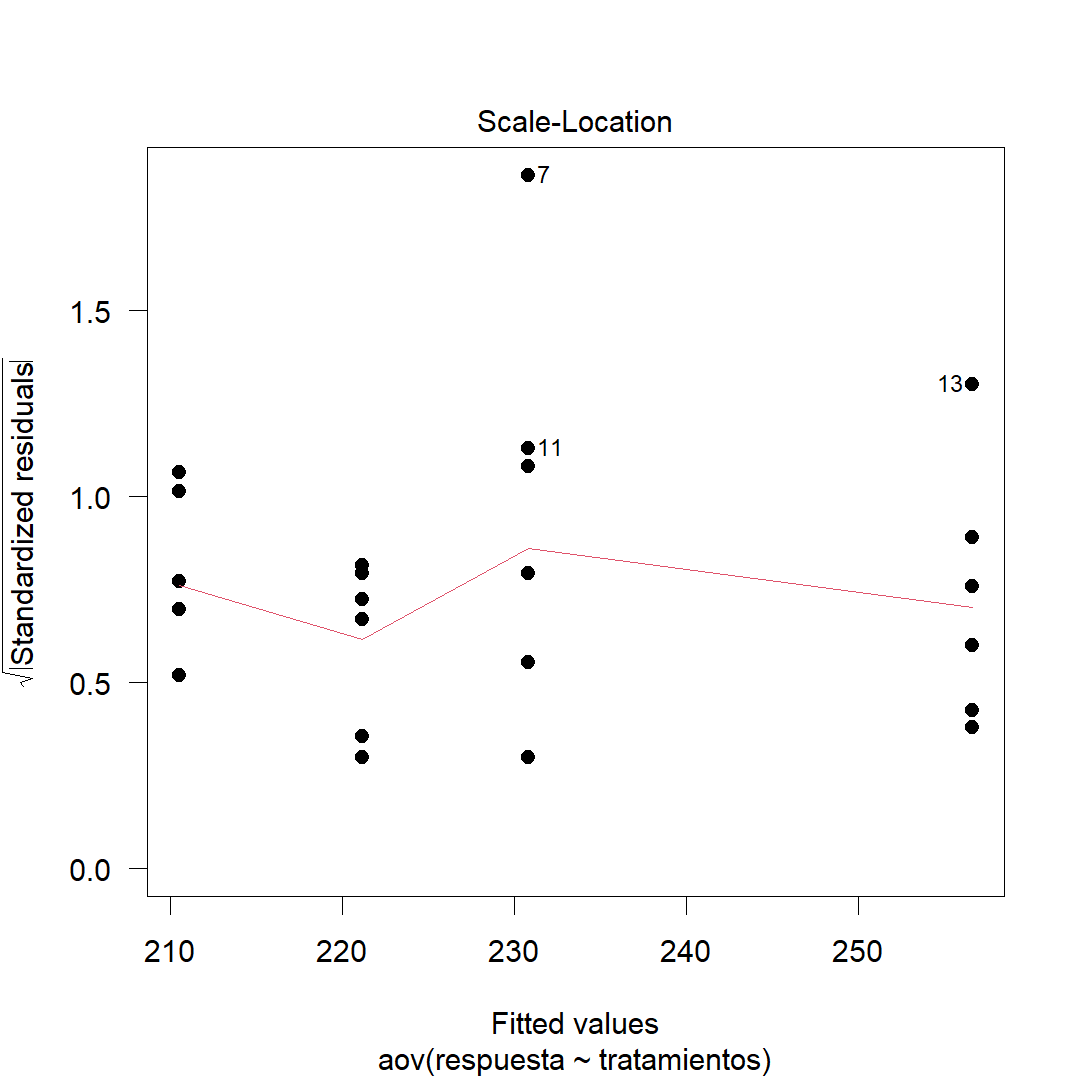 Scale-Location
7
1.5
13
11
1.0
0.5
0.0
√|Standardized residuals|
210 220 230 240 250
Fitted values
aov(respuesta ~ tratamientos)